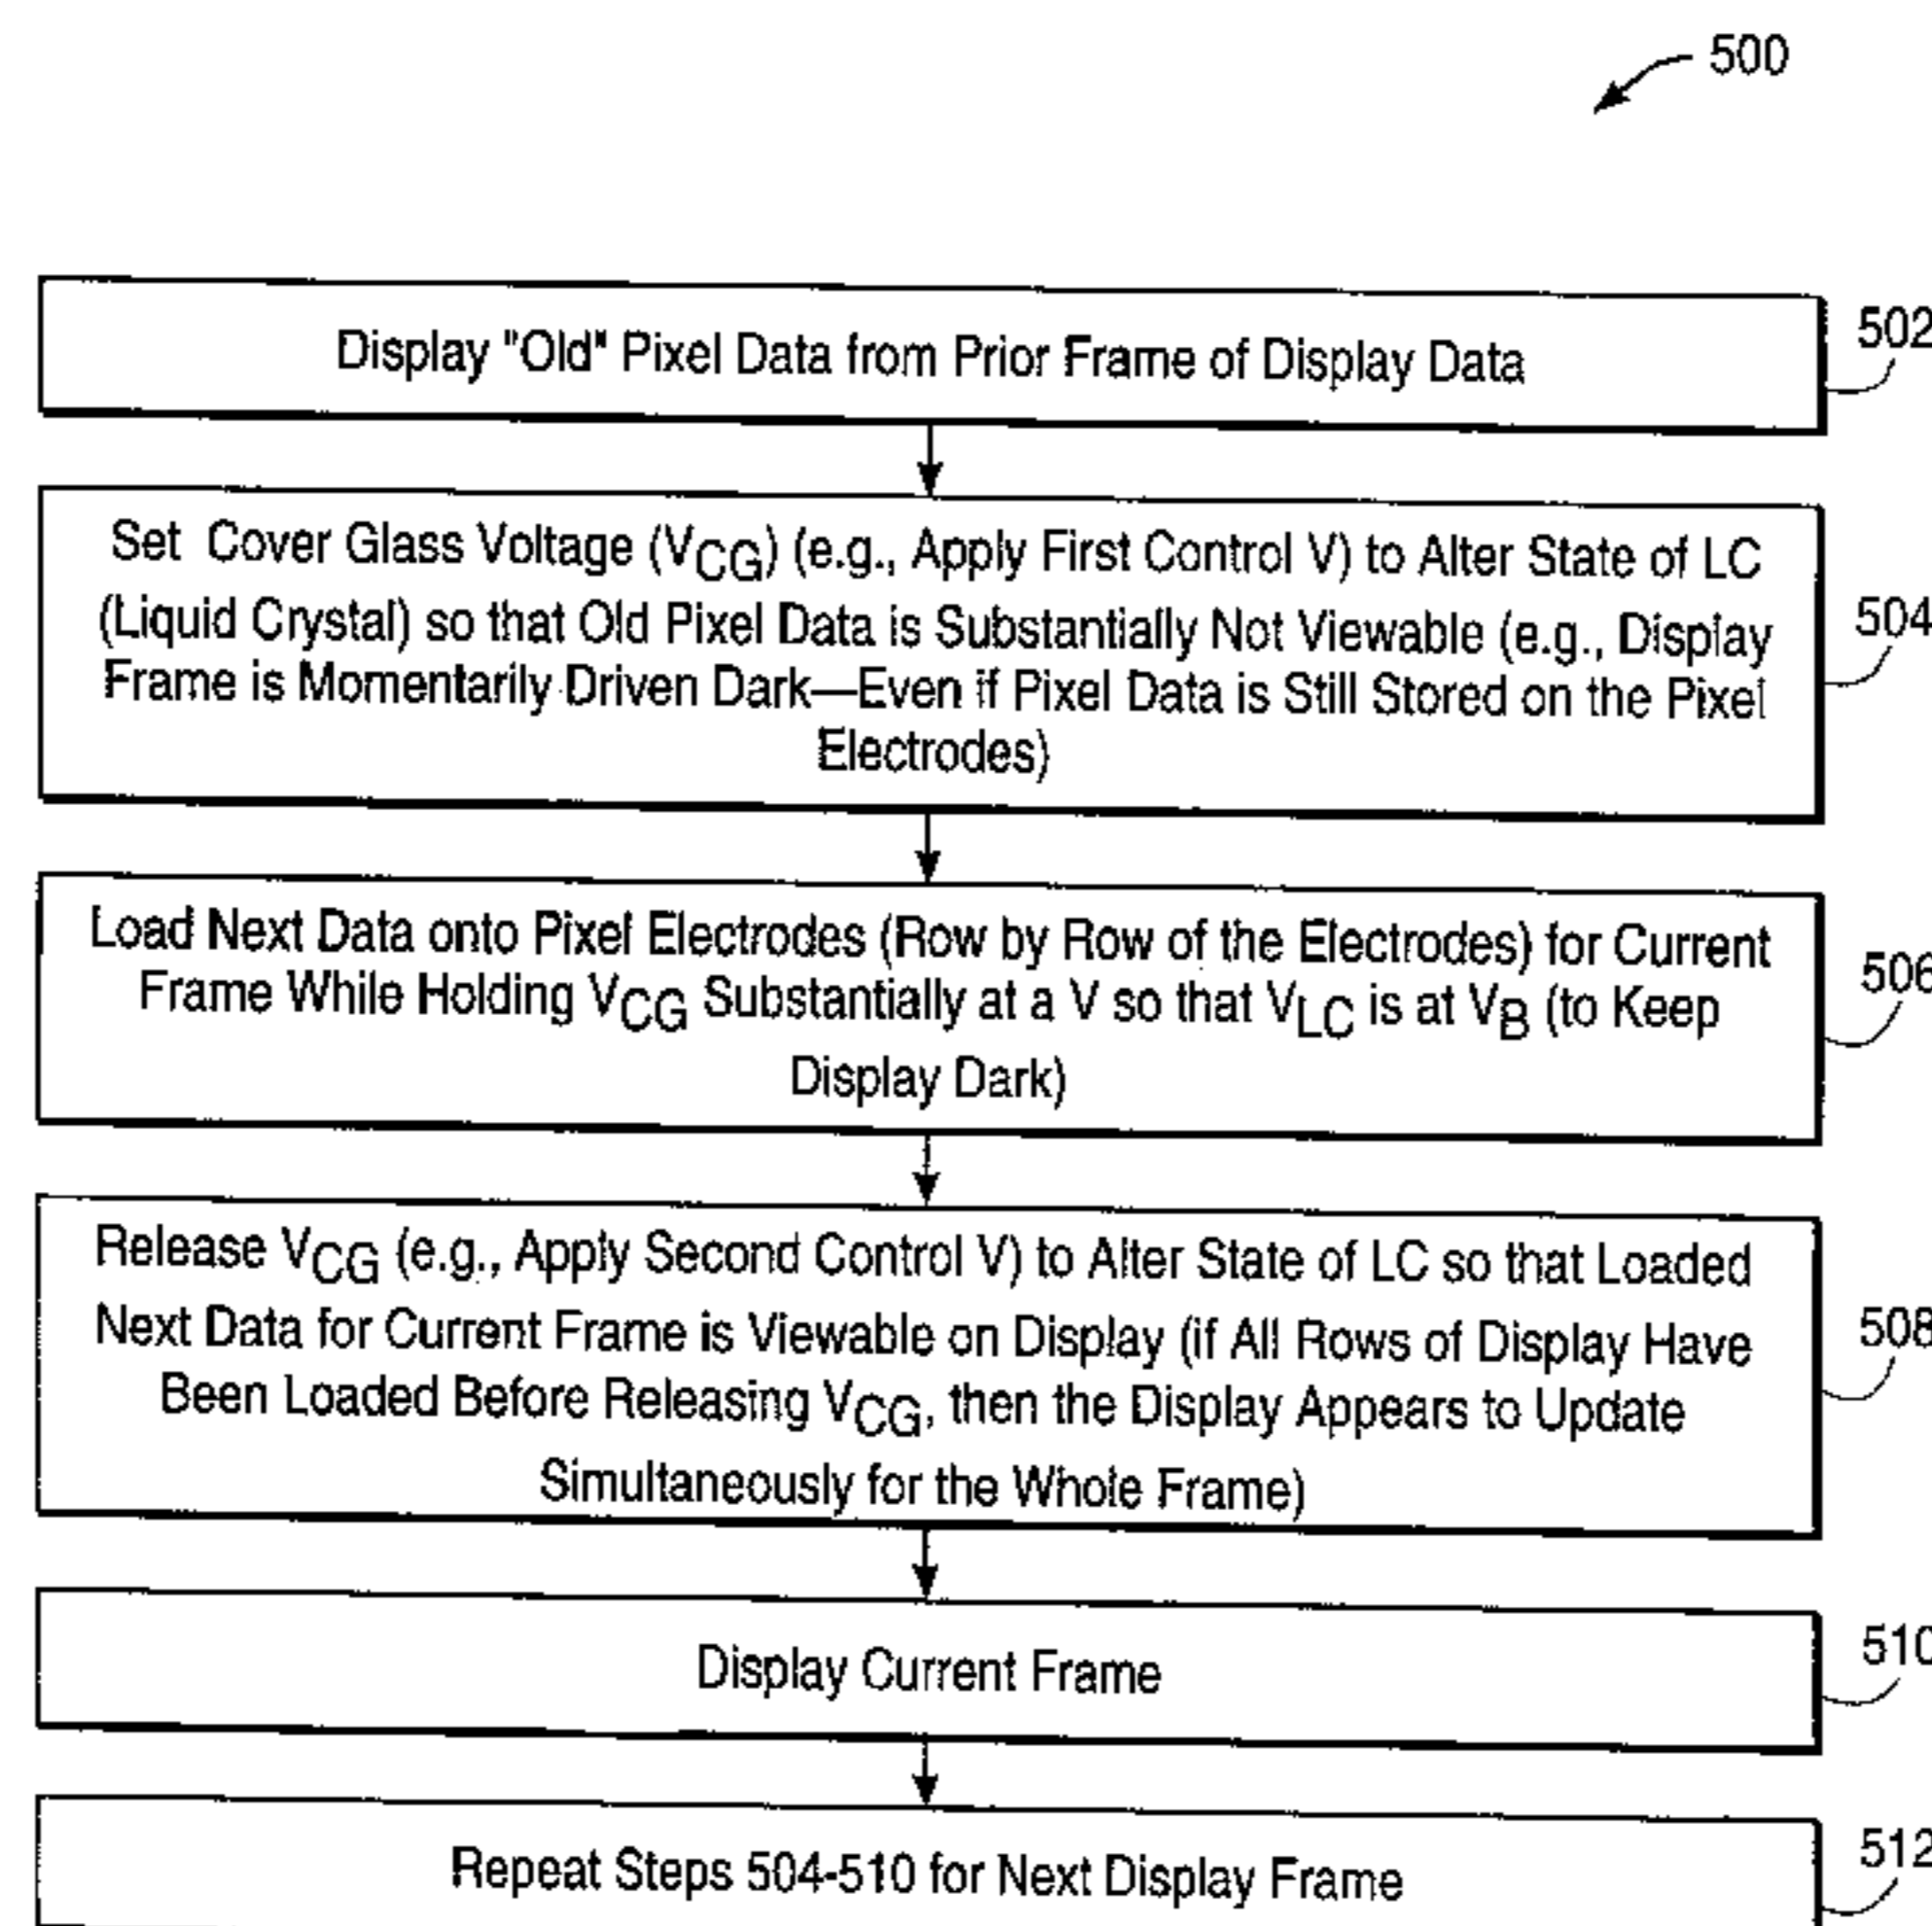 500
Display "Old" Pixel Data from Prior Frame of Display Data
502
Set Cover Glass Voltage (VCG) (e.g., Apply First Control V) to Alter State of LC
(Liquid Crystal) so that Old Pixel Data is Substantially Not Viewable (e.g., Display
Frame is Momentarily Driven Dark—Even if Pixel Data is Still Stored on the Pixel
Electrodes)
504
Load Next Data onto Pixel Electrodes (Row by Row of the Electrodes) for Current
Frame While Holding VCG Substantially at a V so that VLC is at VB (to Keep
Display Dark)
506
Release VCG (e.g., Apply Second Control V) to Alter State of LC so that Loaded
Next Data for Current Frame is Viewable on Display (if All Rows of Display Have
Been Loaded Before Releasing VCG, then the Display Appears to Update
Simultaneously for the Whole Frame)
508
Display Current Frame
510
Repeat Steps 504-510 for Next Display Frame
512